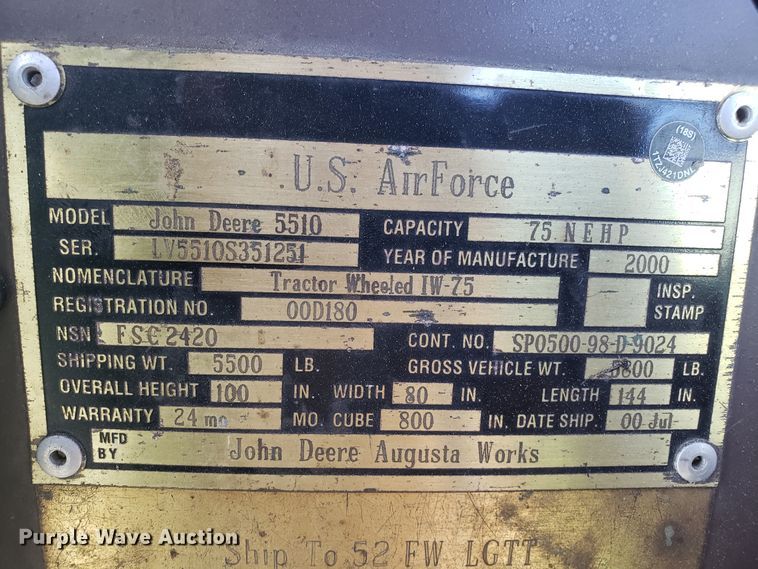 U.S. AirForce
MODEL John Deere 5510 CAPACITY 75 NEHP
SER. LV5510S351251 YEAR OF MANUFACTURE 2000
NOMENCLATURE Tractor Wheeled IW-75 INSP. STAMP
REGISTRATION NO. 00D180
NSN FSC 2420 CONT. NO. SP0500-98-D-9024
SHIPPING WT. 5500 LB. GROSS VEHICLE WT. LB.
OVERALL HEIGHT 100 IN. WIDTH 80 IN. LENGTH 144 IN.
WARRANTY 24 mo MO. CUBE 800 IN. DATE SHIP. 00 Jul
MFD BY John Deere Augusta Works
Ship To 52 FW LGTT
(18S)
Purple Wave Auction